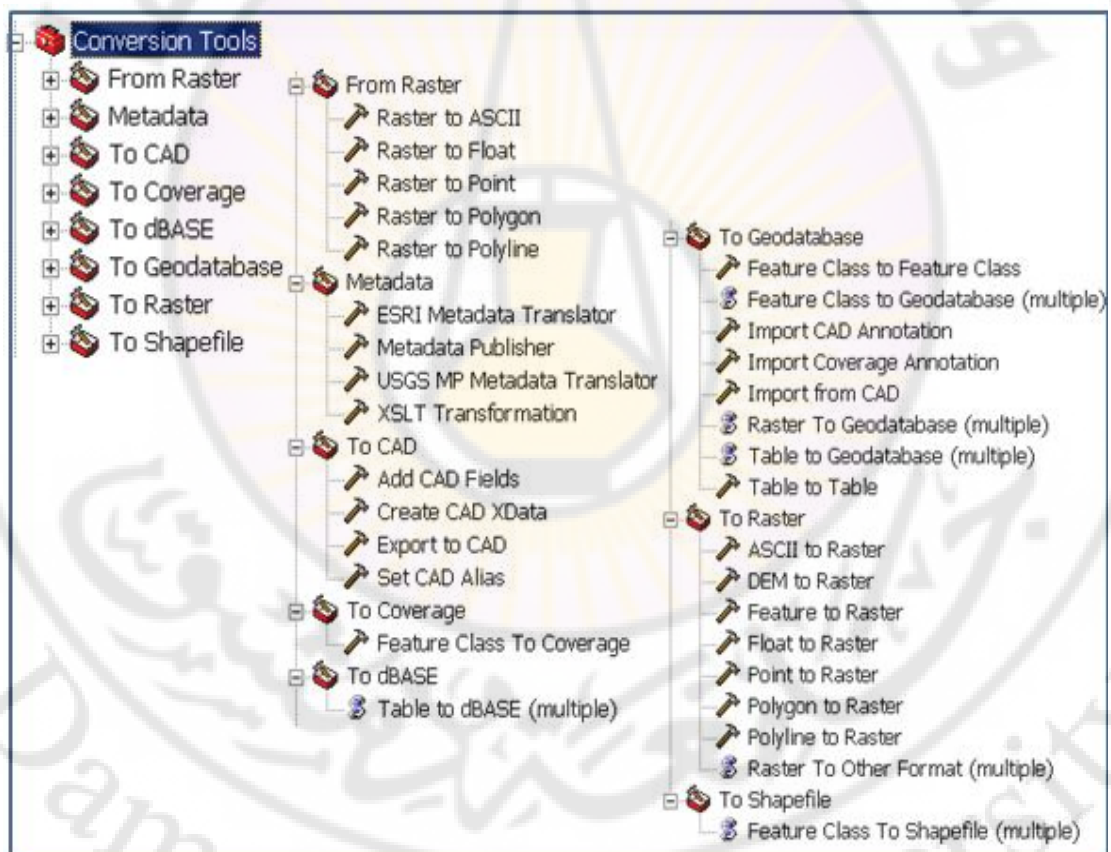 Conversion Tools
From Raster
Metadata
To CAD
To Coverage
To dBASE
To Geodatabase
To Raster
To Shapefile
From Raster
Raster to ASCII
Raster to Float
Raster to Point
Raster to Polygon
Raster to Polyline
Metadata
ESRI Metadata Translator
Metadata Publisher
USGS MP Metadata Translator
XSLT Transformation
To CAD
Add CAD Fields
Create CAD XData
Export to CAD
Set CAD Alias
To Coverage
Feature Class To Coverage
To dBASE
Table to dBASE (multiple)
To Geodatabase
Feature Class to Feature Class
Feature Class to Geodatabase (multiple)
Import CAD Annotation
Import Coverage Annotation
Import from CAD
Raster To Geodatabase (multiple)
Table to Geodatabase (multiple)
Table to Table
To Raster
ASCII to Raster
DEM to Raster
Feature to Raster
Float to Raster
Point to Raster
Polygon to Raster
Polyline to Raster
Raster To Other Format (multiple)
To Shapefile
Feature Class To Shapefile (multiple)